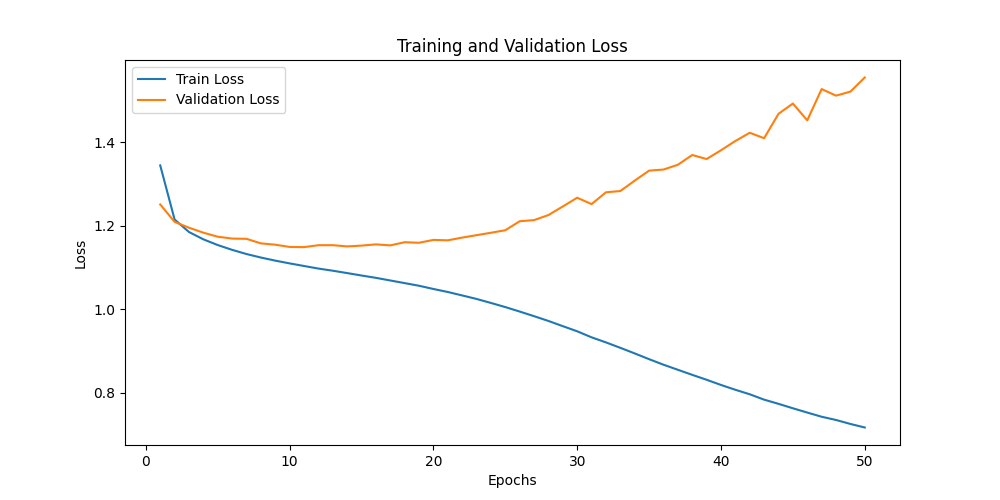 Training and Validation Loss
Train Loss
Validation Loss
Loss
1.4
1.2
1.0
0.8
0 10 20 30 40 50
Epochs